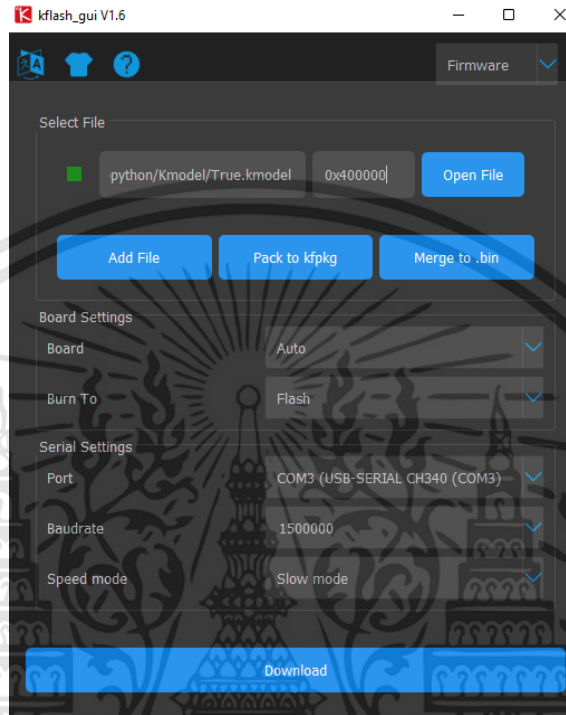 kflash_gui V1.6
Firmware
Select File
python/Kmodel/True.kmodel 0x400000 Open File
Add File Pack to kfpkg Merge to .bin
Board Settings
Board Auto
Burn To Flash
Serial Settings
Port COM3 (USB-SERIAL CH340 (COM3)
Baudrate 1500000
Speed mode Slow mode
Download